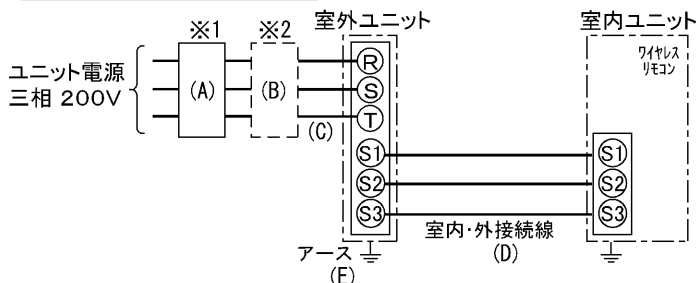 ※1
※2
室外ユニット
室内ユニット
ワイヤレス
リモコン
ユニット電源
三相 200V
(A)
(B)
(C)
R
S
T
S1
S2
S3
S1
S2
S3
室内･外接続線
(D)
アース
(E)